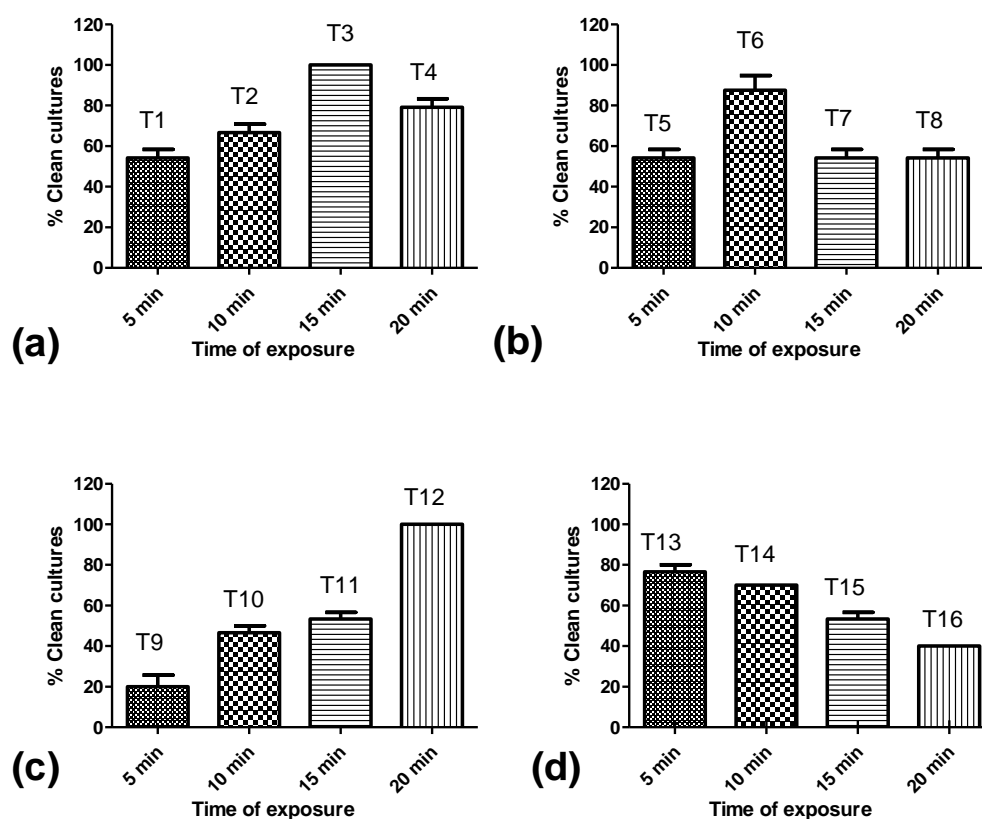 120
100
80
60
40
20
0
% Clean cultures
T1
T2
T3
T4
5 min
10 min
15 min
20 min
Time of exposure
(a)
120
100
80
60
40
20
0
% Clean cultures
T5
T6
T7
T8
5 min
10 min
15 min
20 min
Time of exposure
(b)
120
100
80
60
40
20
0
% Clean cultures
T9
T10
T11
T12
5 min
10 min
15 min
20 min
Time of exposure
(c)
120
100
80
60
40
20
0
% Clean cultures
T13
T14
T15
T16
5 min
10 min
15 min
20 min
Time of exposure
(d)